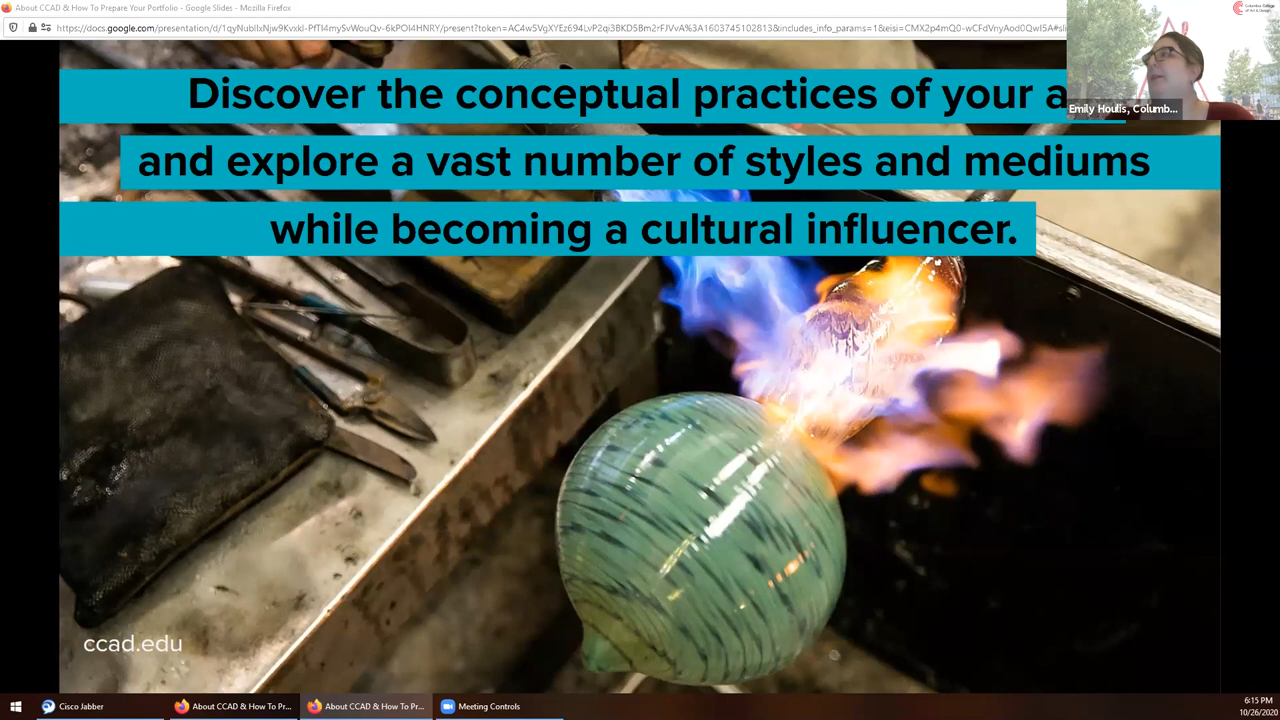 About CCAD & How To Prepare Your Portfolio - Google Slides - Mozilla Firefox
Discover the conceptual practices of your a
and explore a vast number of styles and mediums
while becoming a cultural influencer.
Emily Houlis, Columb...
ccad.edu
Cisco Jabber
About CCAD & How To Pr...
About CCAD & How To Pr...
Meeting Controls
6:15 PM
10/26/2020